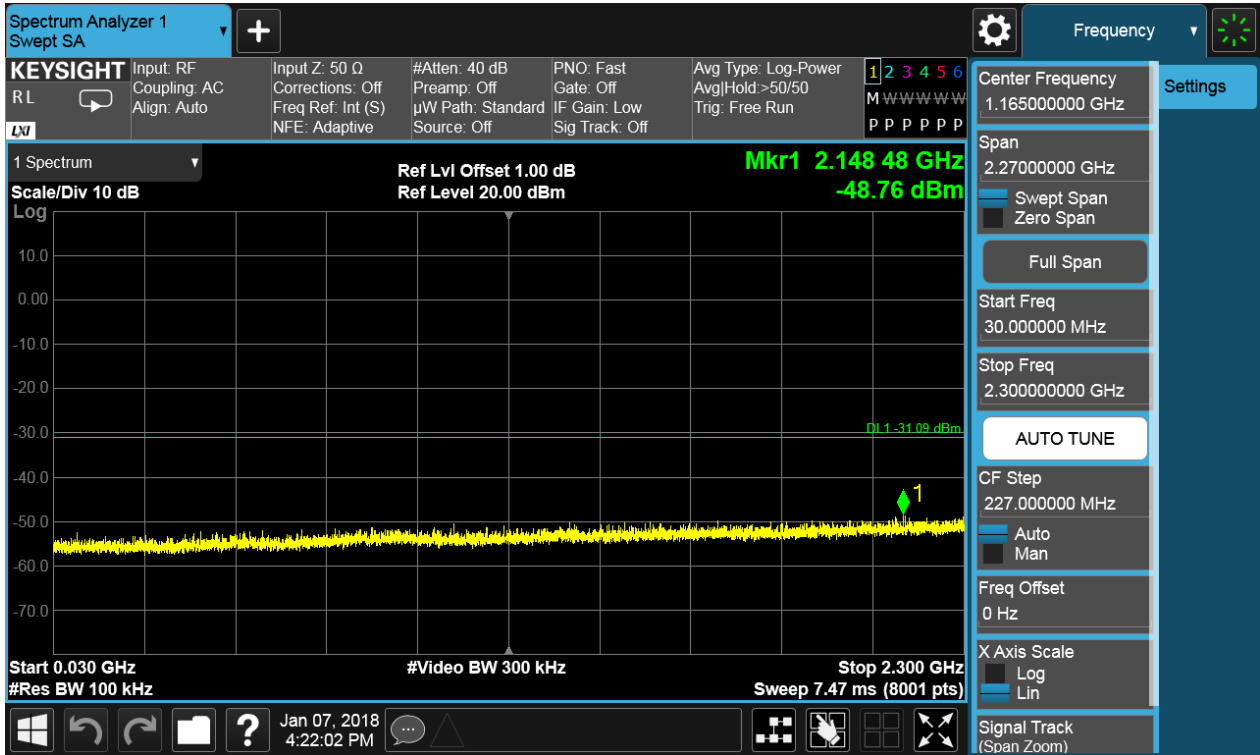 Spectrum Analyzer 1
Swept SA
+
Frequency
KEYSIGHT
RL
LXI
Input: RF
Coupling: AC
Align: Auto
Input Z: 50 Ω
Corrections: Off
Freq Ref: Int (S)
NFE: Adaptive
#Atten: 40 dB
Preamp: Off
µW Path: Standard
Source: Off
PNO: Fast
Gate: Off
IF Gain: Low
Sig Track: Off
Avg Type: Log-Power
Avg|Hold:>50/50
Trig: Free Run
1 2 3 4 5 6
M W W W W W
P P P P P P
1 Spectrum
Scale/Div 10 dB
Log
Ref Lvl Offset 1.00 dB
Ref Level 20.00 dBm
Mkr1 2.148 48 GHz
-48.76 dBm
10.0
0.00
-10.0
-20.0
-30.0
DL1 -31.09 dBm
-40.0
1
-50.0
-60.0
-70.0
Start 0.030 GHz
#Video BW 300 kHz
Stop 2.300 GHz
#Res BW 100 kHz
Sweep 7.47 ms (8001 pts)
?
Jan 07, 2018
4:22:02 PM
Settings
Center Frequency
1.165000000 GHz
Span
2.27000000 GHz
Swept Span
Zero Span
Full Span
Start Freq
30.000000 MHz
Stop Freq
2.300000000 GHz
AUTO TUNE
CF Step
227.000000 MHz
Auto
Man
Freq Offset
0 Hz
X Axis Scale
Log
Lin
Signal Track
(Span Zoom)